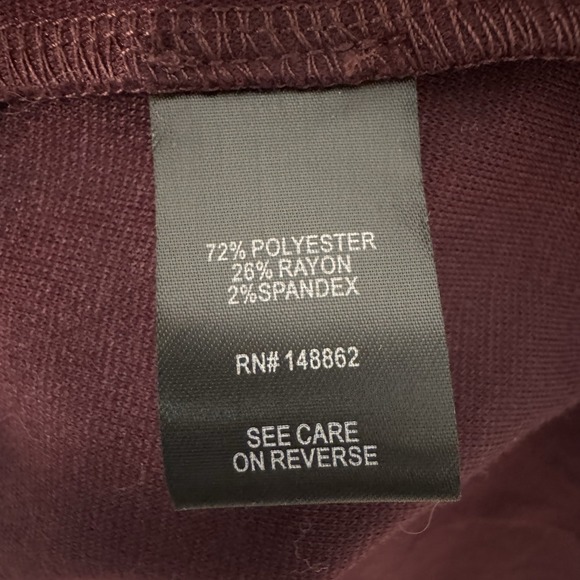 72% POLYESTER
26% RAYON
2%SPANDEX
RN# 148862
SEE CARE
ON REVERSE